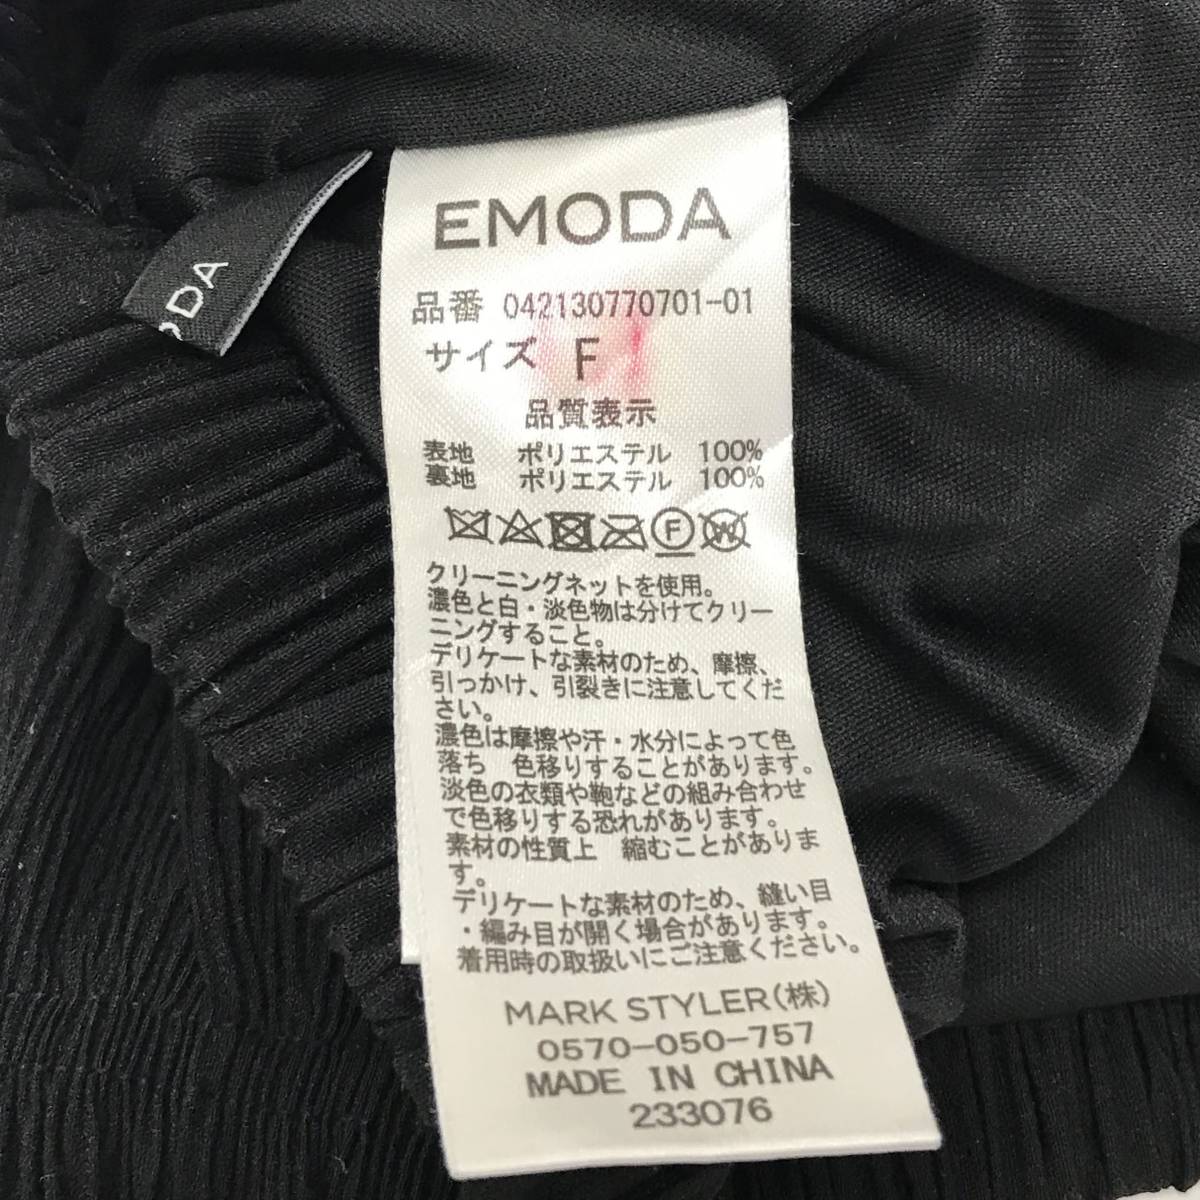 EMODA
品番 042130770701-01
サイズ F
品質表示
表地 ポリエステル 100%
裏地 ポリエステル 100%
F W
クリーニングネットを使用。
濃色と白・淡色物は分けてクリー
ニングすること。
デリケートな素材のため、摩擦、
引っかけ、引裂きに注意してくだ
さい。
濃色は摩擦や汗・水分によって色
落ち 色移りすることがあります。
淡色の衣類や鞄などの組み合わせ
で色移りする恐れがあります。
素材の性質上 縮むことがありま
す。
デリケートな素材のため、縫い目
・編み目が開く場合があります。
着用時の取扱いにご注意ください。
MARK STYLER(株)
0570-050-757
MADE IN CHINA
233076
ODA